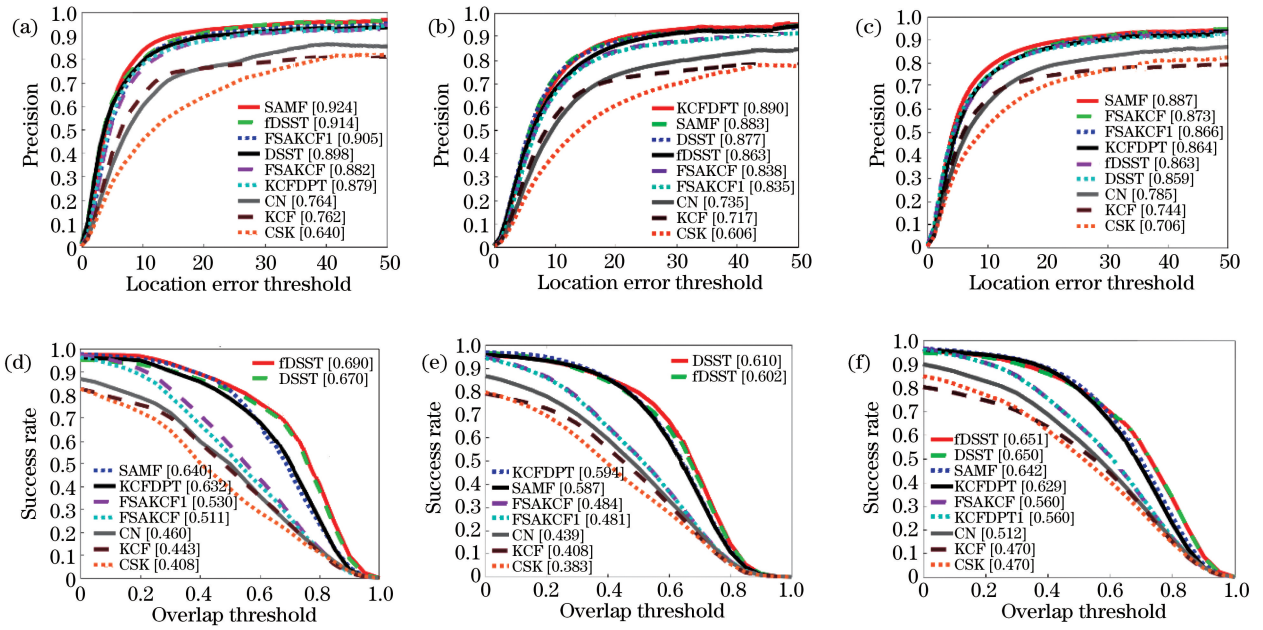 (a)
Precision
1.0
0.9
0.8
0.7
0.6
0.5
0.4
0.3
0.2
0.1
0
SAMF [0.924]
fDSST [0.914]
FSAKCF1 [0.905]
DSST [0.898]
FSAKCF [0.882]
KCFDPT [0.879]
CN [0.764]
KCF [0.762]
CSK [0.640]
0 10 20 30 40 50
Location error threshold
(b)
Precision
1.0
0.9
0.8
0.7
0.6
0.5
0.4
0.3
0.2
0.1
0
KCFDFT [0.890]
SAMF [0.883]
DSST [0.877]
fDSST [0.863]
FSAKCF [0.838]
FSAKCF1 [0.835]
CN [0.735]
KCF [0.717]
CSK [0.606]
0 10 20 30 40 50
Location error threshold
(c)
Precision
1.0
0.9
0.8
0.7
0.6
0.5
0.4
0.3
0.2
0.1
0
SAMF [0.887]
FSAKCF [0.873]
FSAKCF1 [0.866]
KCFDPT [0.864]
fDSST [0.863]
DSST [0.859]
CN [0.785]
KCF [0.744]
CSK [0.706]
0 10 20 30 40 50
Location error threshold
(d)
Success rate
1.0
0.9
0.8
0.7
0.6
0.5
0.4
0.3
0.2
0.1
0
fDSST [0.690]
DSST [0.670]
SAMF [0.640]
KCFDPT [0.632]
FSAKCF1 [0.530]
FSAKCF [0.511]
CN [0.460]
KCF [0.443]
CSK [0.408]
0 0.2 0.4 0.6 0.8 1.0
Overlap threshold
(e)
Success rate
1.0
0.9
0.8
0.7
0.6
0.5
0.4
0.3
0.2
0.1
0
DSST [0.610]
fDSST [0.602]
KCFDPT [0.594]
SAMF [0.587]
FSAKCF [0.484]
FSAKCF1 [0.481]
CN [0.439]
KCF [0.408]
CSK [0.383]
0 0.2 0.4 0.6 0.8 1.0
Overlap threshold
(f)
Success rate
1.0
0.9
0.8
0.7
0.6
0.5
0.4
0.3
0.2
0.1
0
fDSST [0.651]
DSST [0.650]
SAMF [0.642]
KCFDPT [0.629]
FSAKCF [0.560]
KCFDPT1 [0.560]
CN [0.512]
KCF [0.470]
CSK [0.470]
0 0.2 0.4 0.6 0.8 1.0
Overlap threshold